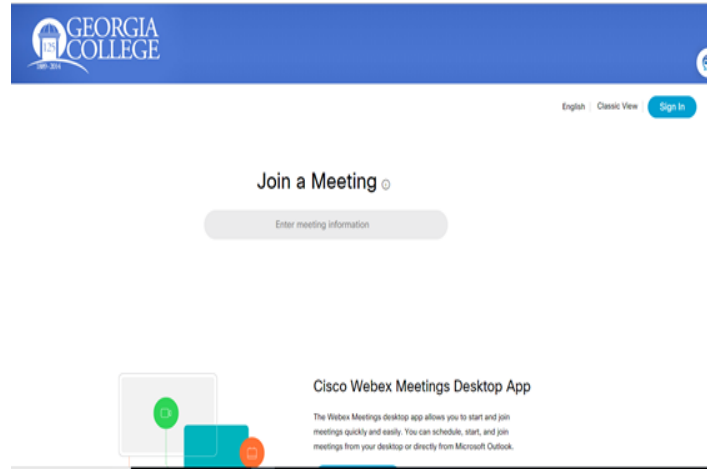 GEORGIA
125
COLLEGE
1889-2014
English
Classic View
Sign In
Join a Meeting
Enter meeting information
Cisco Webex Meetings Desktop App
The Webex Meetings desktop app allows you to start and join
meetings quickly and easily. You can schedule, start, and join
meetings from your desktop or directly from Microsoft Outlook.